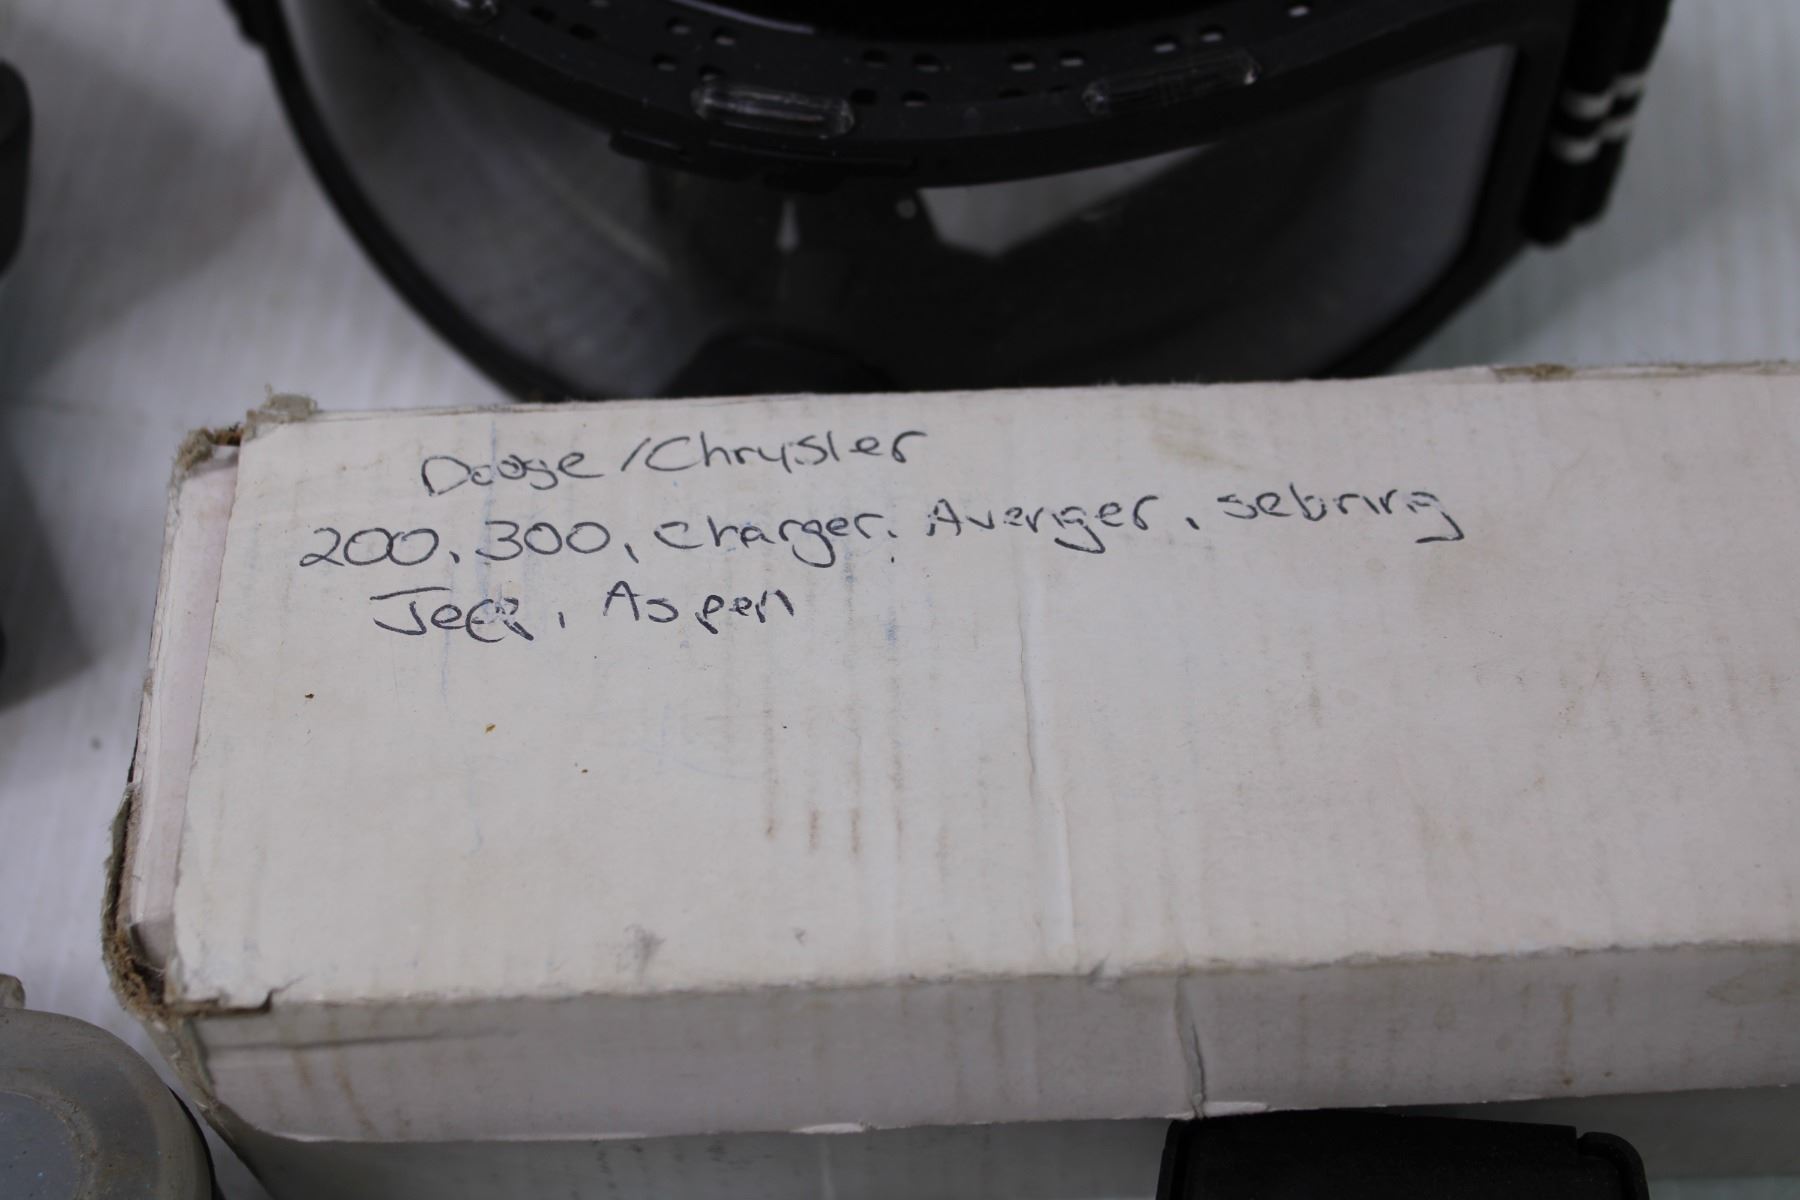 Dodge / Chrysler
200, 300, Charger, Avenger, sebring
Jeep, Aspen